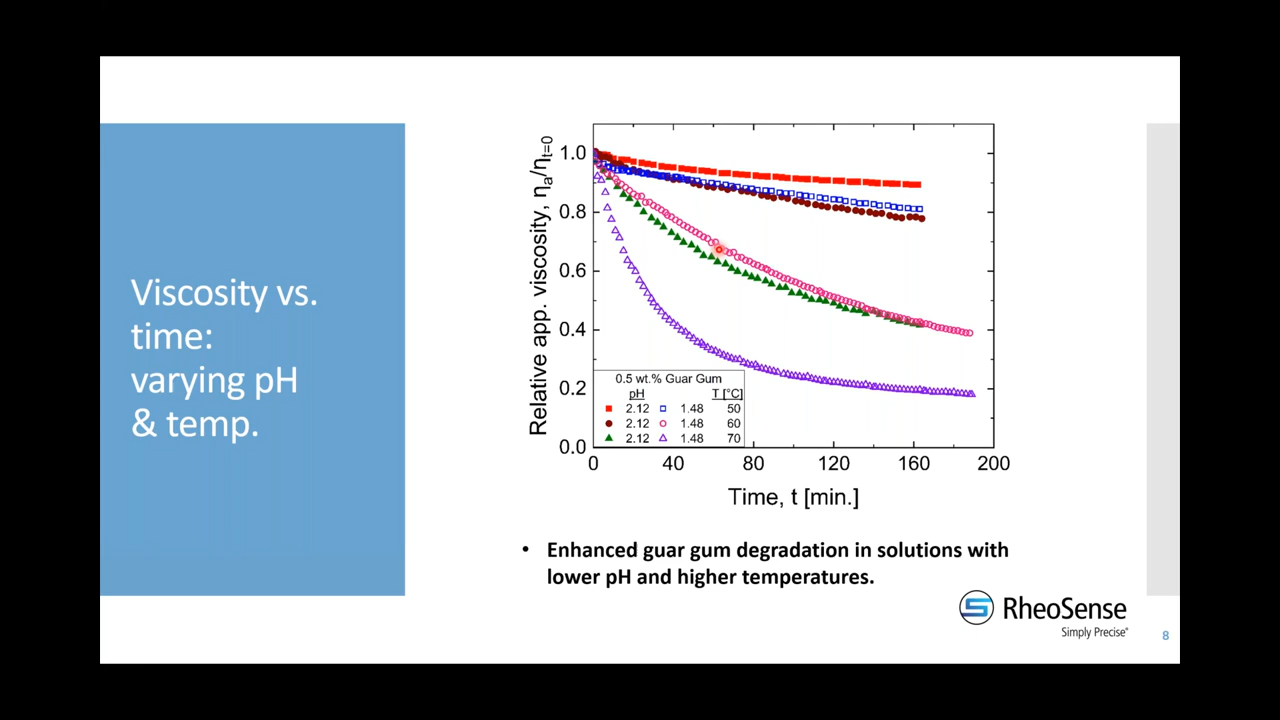 Viscosity vs.
time:
varying pH
& temp.
Relative app. viscosity, ηa/ηt=0
1.0
0.8
0.6
0.4
0.2
0.0
0.5 wt.% Guar Gum
pH T [°C]
2.12 1.48 50
2.12 1.48 60
2.12 1.48 70
0 40 80 120 160 200
Time, t [min.]
• Enhanced guar gum degradation in solutions with
lower pH and higher temperatures.
RheoSense
Simply Precise
8